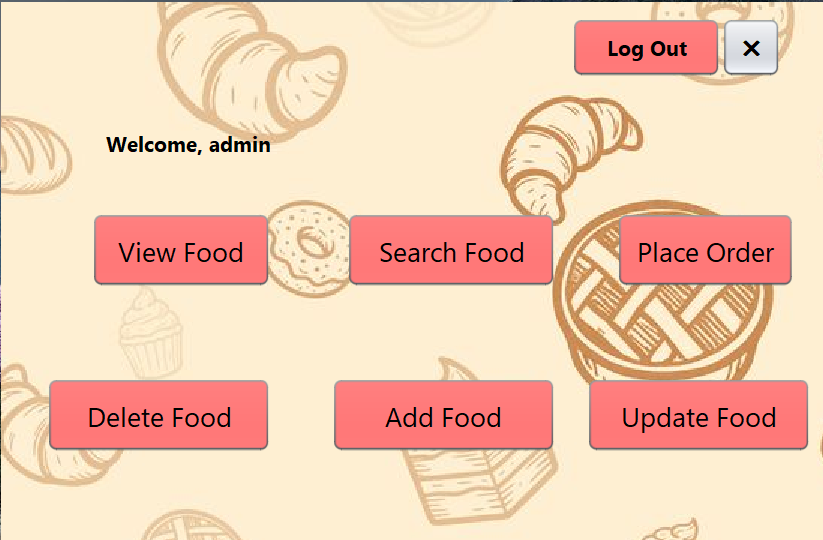 Log Out ✕
Welcome, admin
View Food Search Food Place Order
Delete Food Add Food Update Food